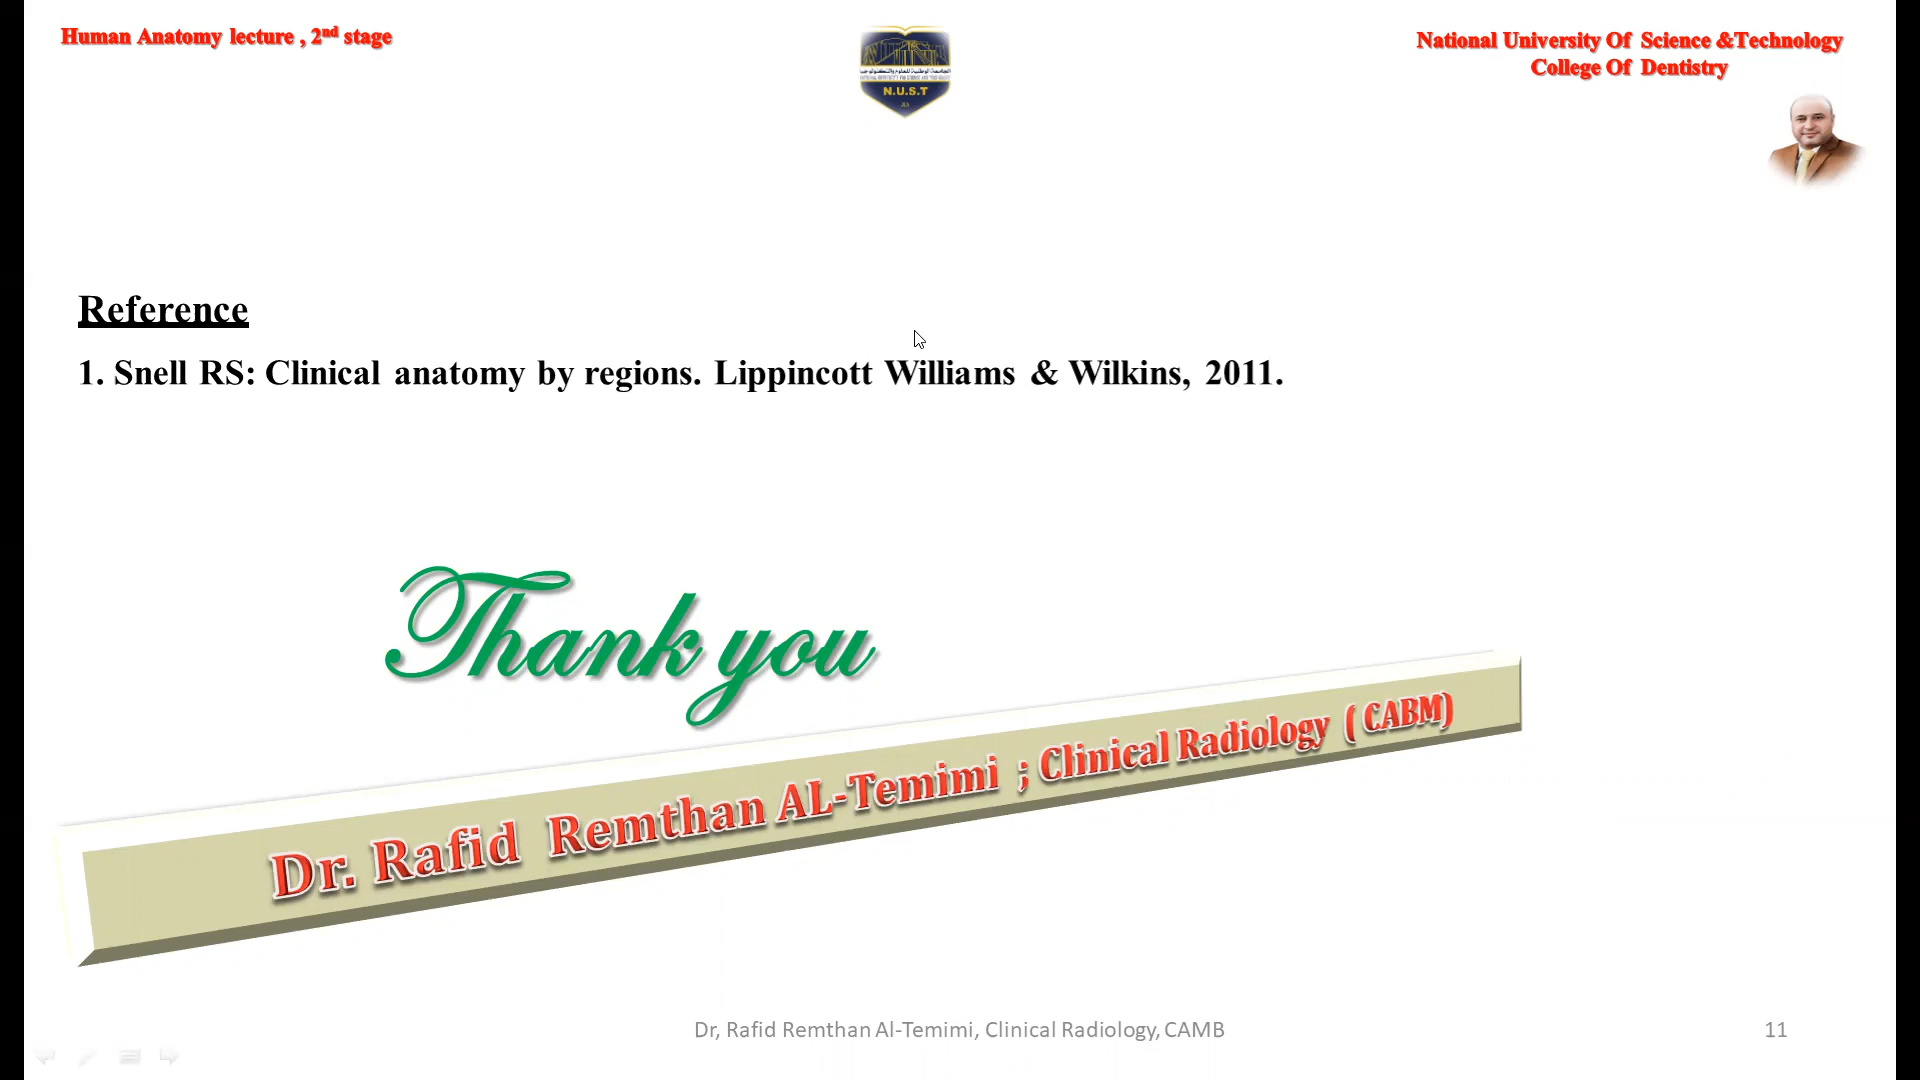 Human Anatomy lecture , 2nd stage
National University Of Science &Technology
College Of Dentistry
N.U.S.T
Reference
1. Snell RS: Clinical anatomy by regions. Lippincott Williams & Wilkins, 2011.
Thank you
Dr. Rafid Remthan AL-Temimi ; Clinical Radiology ( CABM)
Dr, Rafid Remthan Al-Temimi, Clinical Radiology, CAMB
11